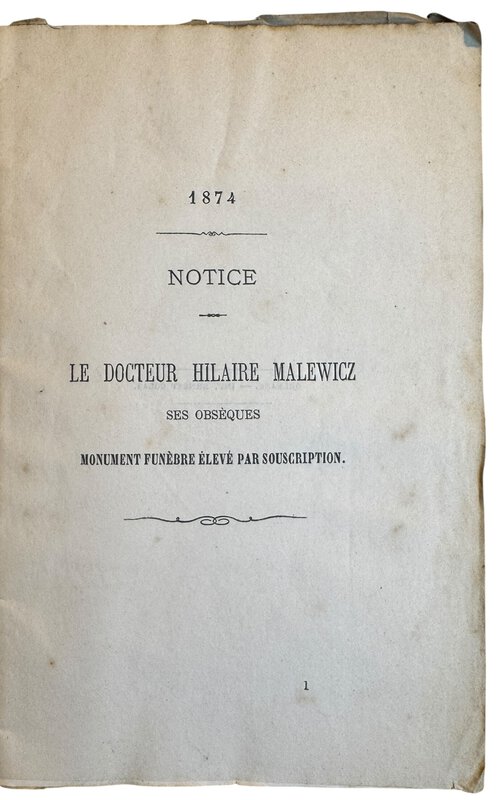 1874
NOTICE
LE DOCTEUR HILAIRE MALEWICZ
SES OBSÈQUES
MONUMENT FUNÈBRE ÉLEVÉ PAR SOUSCRIPTION.
1